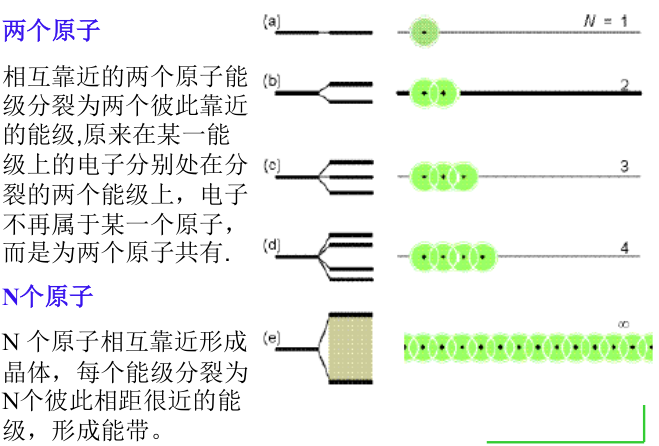 两个原子
相互靠近的两个原子能
级分裂为两个彼此靠近
的能级,原来在某一能
级上的电子分别处在分
裂的两个能级上，电子
不再属于某一个原子，
而是为两个原子共有.
N个原子
N 个原子相互靠近形成
晶体，每个能级分裂为
N个彼此相距很近的能
级，形成能带。
(a) N = 1
(b) 2
(c) 3
(d) 4
(e) ∞